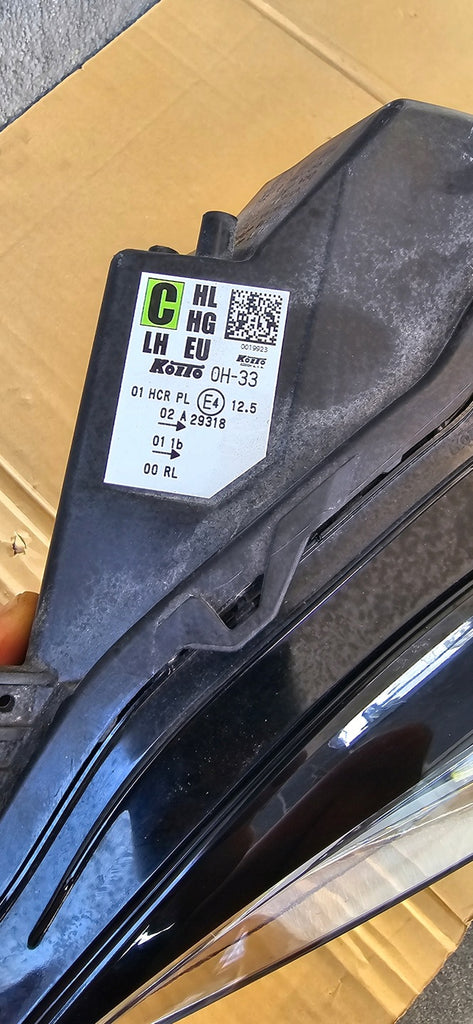 C HL
HG
LH EU
0019923
KOITO 0H-33
KOITO
01 HCR PL E4 12.5
02 A 29318
01 1b
00 RL